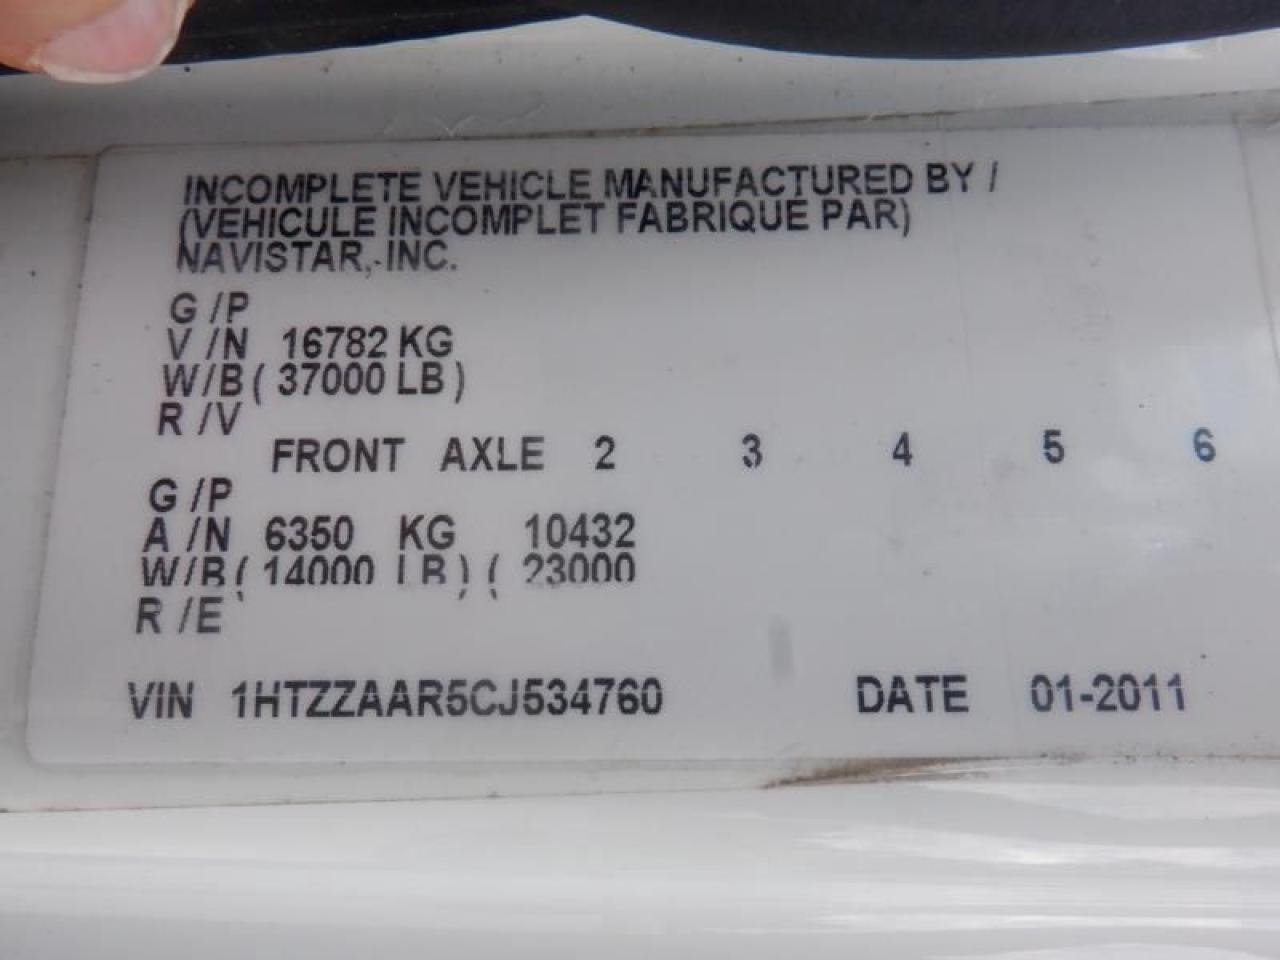 INCOMPLETE VEHICLE MANUFACTURED BY /
(VEHICULE INCOMPLET FABRIQUE PAR)
NAVISTAR, INC.
G /P
V /N 16782 KG
W/B ( 37000 LB )
R /V
FRONT AXLE 2 3 4 5 6
G /P
A /N 6350 KG 10432
W/B ( 14000 LB ) ( 23000
R /E
VIN 1HTZZAAR5CJ534760 DATE 01-2011